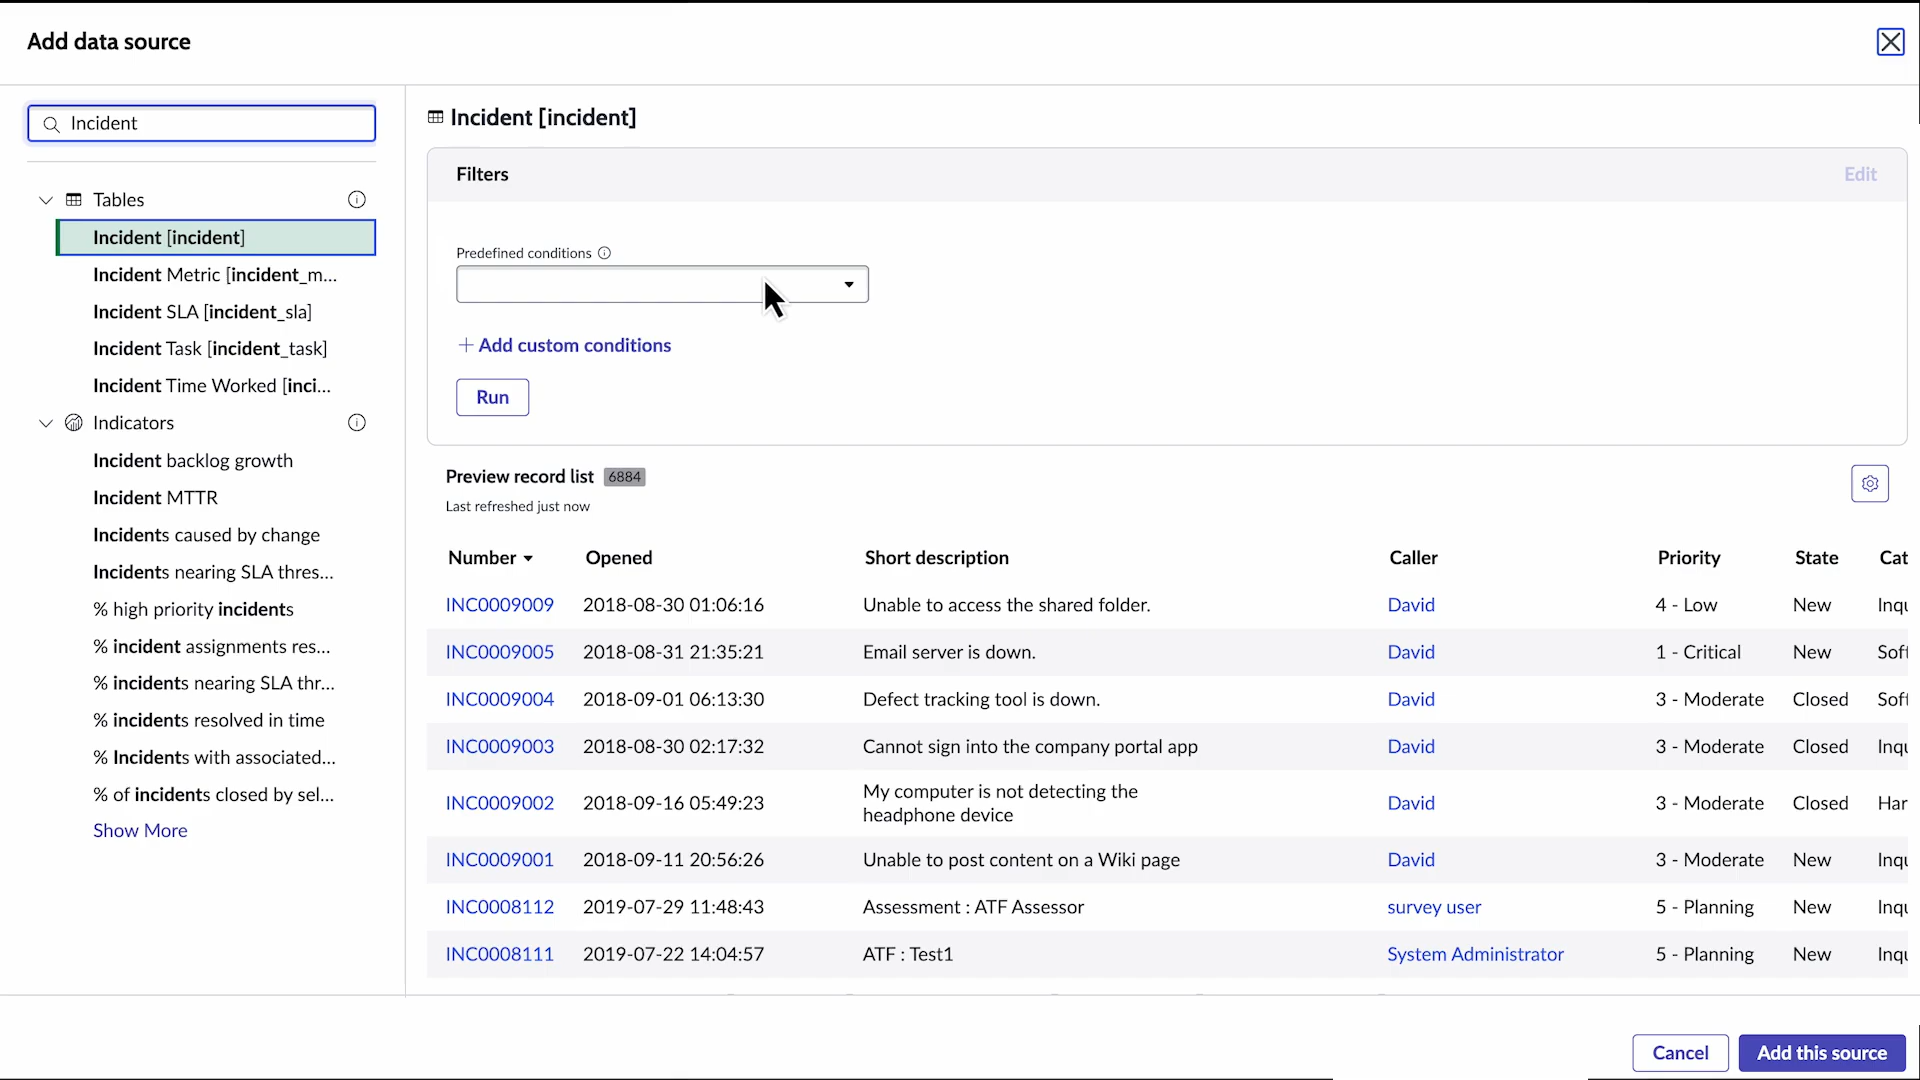 Add data source
Incident
Tables
Incident [incident]
Incident Metric [incident_m...
Incident SLA [incident_sla]
Incident Task [incident_task]
Incident Time Worked [inci...
Indicators
Incident backlog growth
Incident MTTR
Incidents caused by change
Incidents nearing SLA thres...
% high priority incidents
% incident assignments res...
% incidents nearing SLA thr...
% incidents resolved in time
% Incidents with associated...
% of incidents closed by sel...
Show More
Incident [incident]
Filters Edit
Predefined conditions
+ Add custom conditions
Run
Preview record list 6884
Last refreshed just now
Number Opened Short description Caller Priority State Cat
INC0009009 2018-08-30 01:06:16 Unable to access the shared folder. David 4 - Low New Inqu
INC0009005 2018-08-31 21:35:21 Email server is down. David 1 - Critical New Soft
INC0009004 2018-09-01 06:13:30 Defect tracking tool is down. David 3 - Moderate Closed Soft
INC0009003 2018-08-30 02:17:32 Cannot sign into the company portal app David 3 - Moderate Closed Inqu
INC0009002 2018-09-16 05:49:23 My computer is not detecting the David 3 - Moderate Closed Har
headphone device
INC0009001 2018-09-11 20:56:26 Unable to post content on a Wiki page David 3 - Moderate New Inqu
INC0008112 2019-07-29 11:48:43 Assessment : ATF Assessor survey user 5 - Planning New Inqu
INC0008111 2019-07-22 14:04:57 ATF : Test1 System Administrator 5 - Planning New Inqu
Cancel Add this source